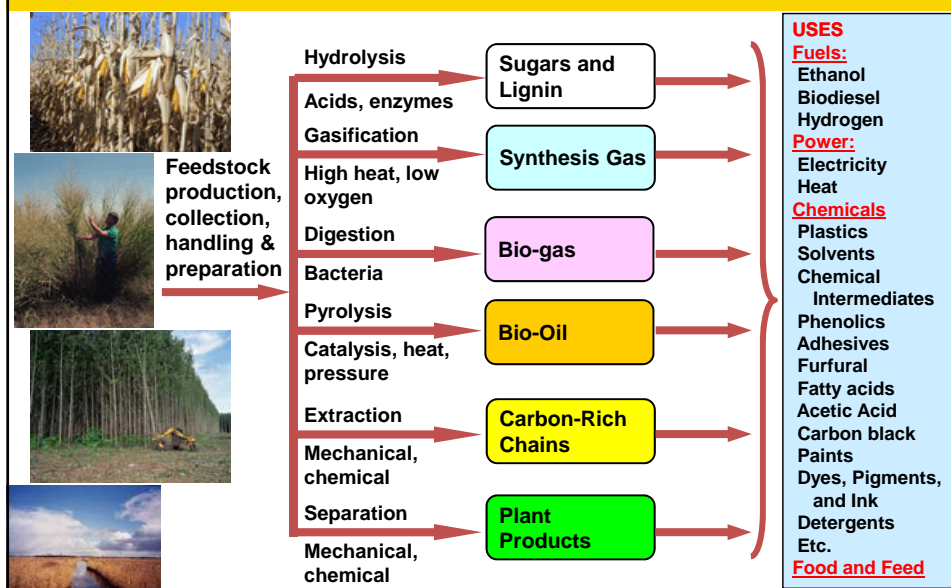 Feedstock
production,
collection,
handling &
preparation
Hydrolysis
Acids, enzymes
Sugars and
Lignin
Gasification
High heat, low
oxygen
Synthesis Gas
Digestion
Bacteria
Bio-gas
Pyrolysis
Catalysis, heat,
pressure
Bio-Oil
Extraction
Mechanical,
chemical
Carbon-Rich
Chains
Separation
Mechanical,
chemical
Plant
Products
USES
Fuels:
Ethanol
Biodiesel
Hydrogen
Power:
Electricity
Heat
Chemicals
Plastics
Solvents
Chemical
Intermediates
Phenolics
Adhesives
Furfural
Fatty acids
Acetic Acid
Carbon black
Paints
Dyes, Pigments,
and Ink
Detergents
Etc.
Food and Feed